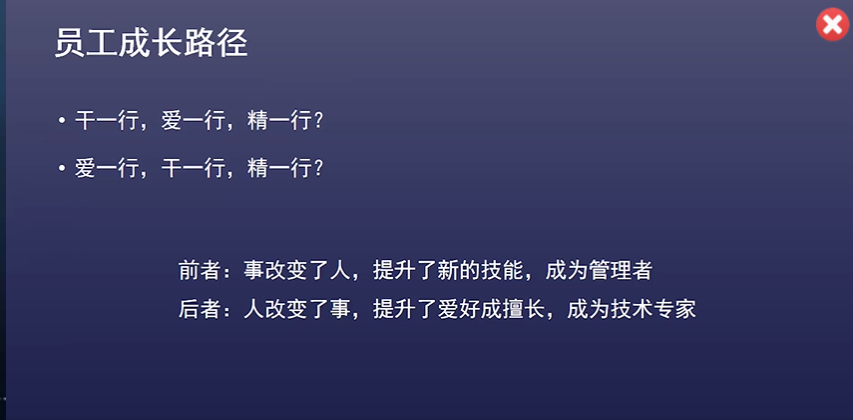 员工成长路径
• 干一行，爱一行，精一行？
• 爱一行，干一行，精一行？
前者：事改变了人，提升了新的技能，成为管理者
后者：人改变了事，提升了爱好成擅长，成为技术专家